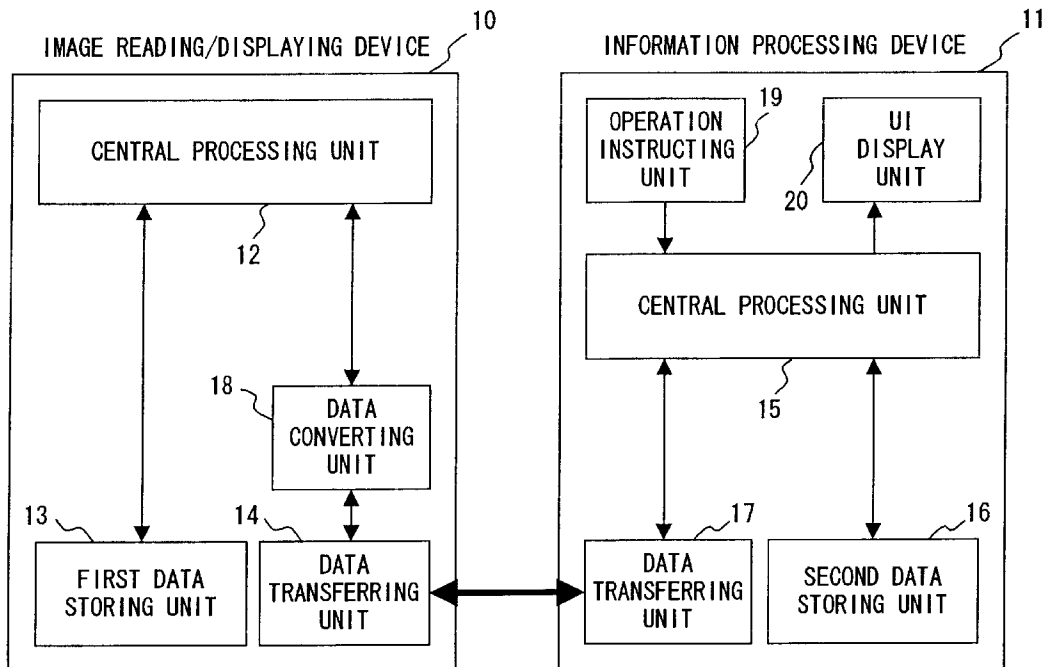 10
IMAGE READING/DISPLAYING DEVICE
CENTRAL PROCESSING UNIT
12
18
DATA
CONVERTING
UNIT
13
FIRST DATA
STORING UNIT
14
DATA
TRANSFERRING
UNIT
11
INFORMATION PROCESSING DEVICE
OPERATION
INSTRUCTING
UNIT
19
UI
DISPLAY
UNIT
20
CENTRAL PROCESSING UNIT
15
17
DATA
TRANSFERRING
UNIT
16
SECOND DATA
STORING UNIT